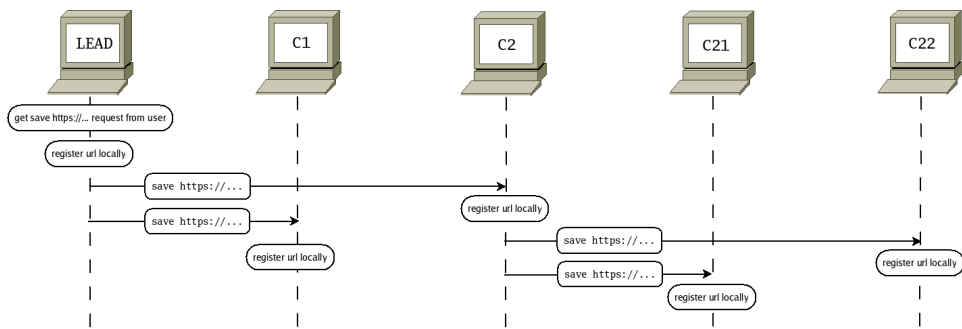 LEAD
C1
C2
C21
C22
get save https://... request from user
register url locally
save https://...
register url locally
save https://...
register url locally
save https://...
register url locally
save https://...
register url locally